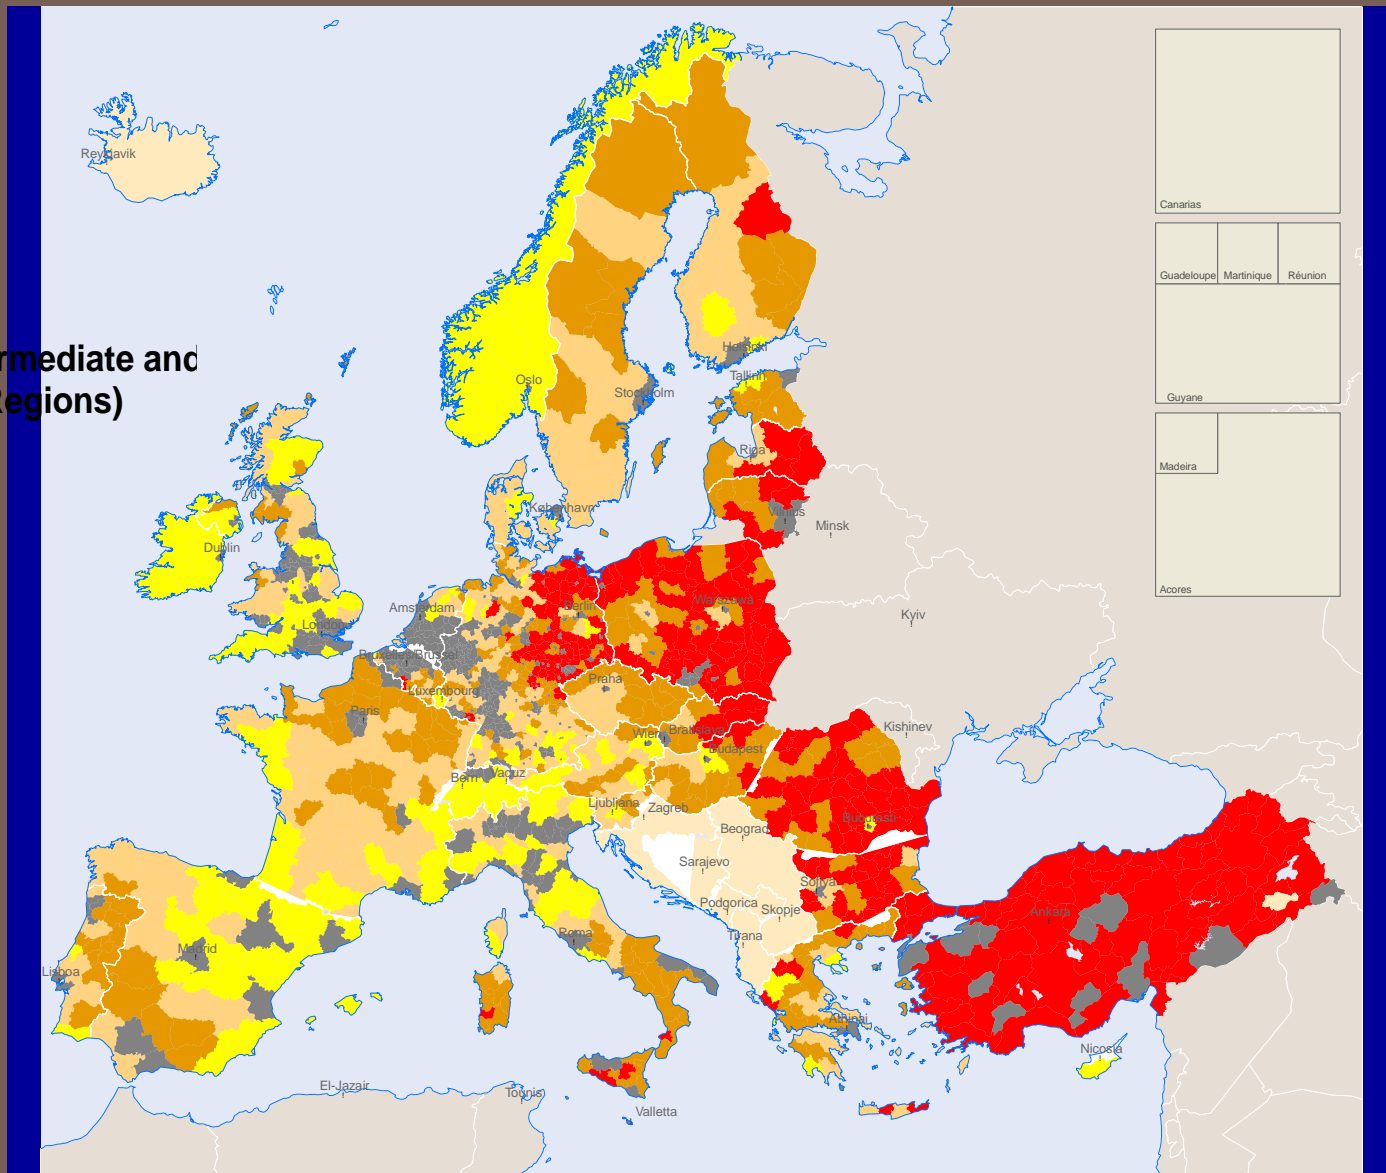 Reykjavik
Canarias
Guadeloupe
Martinique
Réunion
Guyane
rmediate and
Regions)
Oslo
Stockholm
Helsinki
Tallinn
Riga
Madeira
Acores
Dublin
København
Vilnius
Minsk
Amsterdam
London
Berlin
Warszawa
Kyiv
Bruxelles/Brussel
Luxembourg
Praha
Paris
Wien
Bratislava
Budapest
Kishinev
Bern
Vaduz
Ljubljana
Zagreb
Beograd
Bucuresti
Sarajevo
Sofiya
Podgorica
Skopje
Ankara
Madrid
Roma
Tirana
Lisboa
Athinai
Nicosia
El-Jazair
Tounis
Valletta